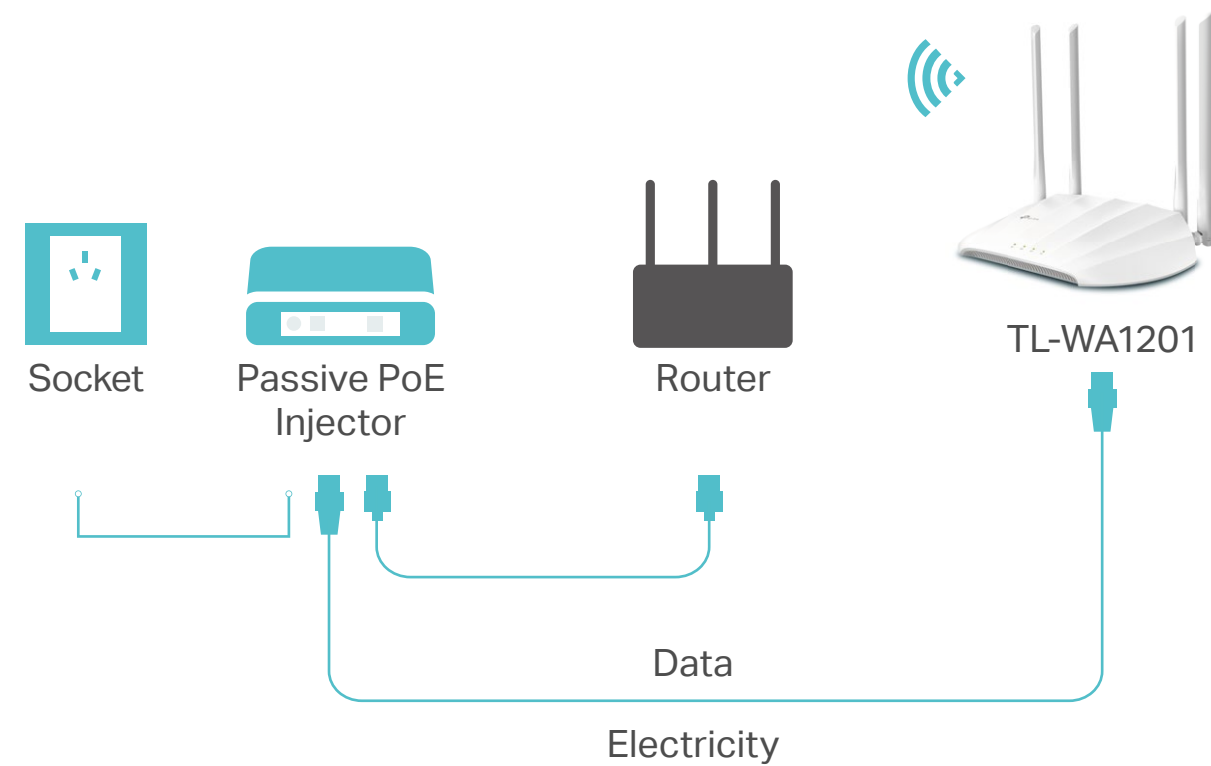 TL-WA1201
Socket
Passive PoE
Injector
Router
Data
Electricity